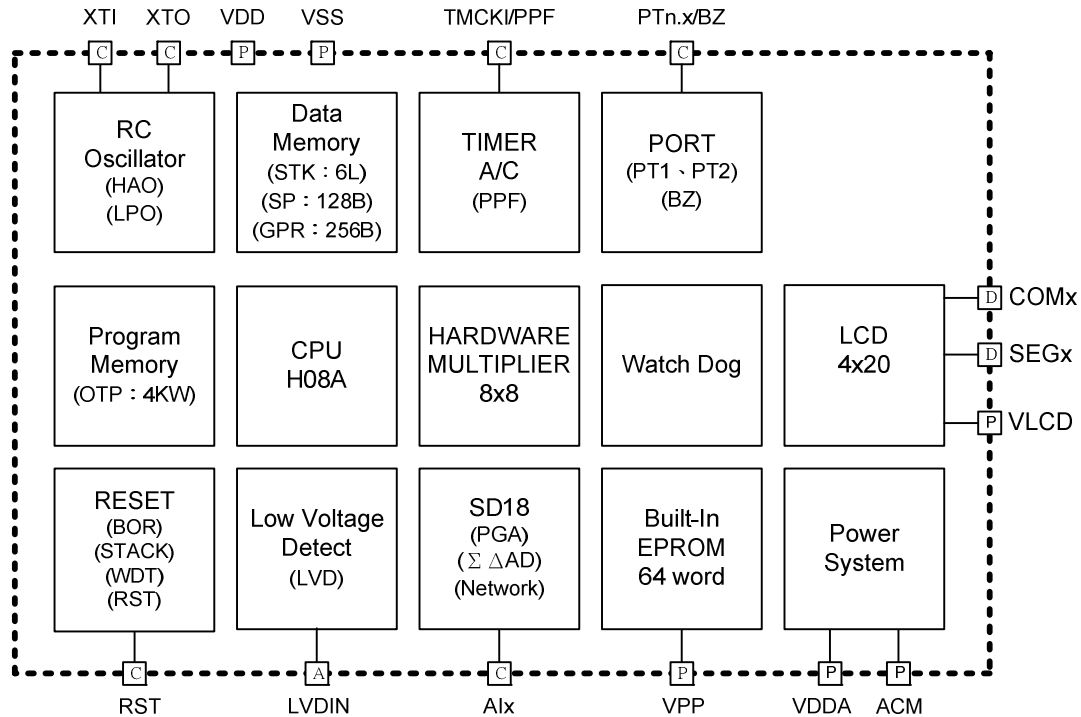 XTI XTO VDD VSS TMCKI/PPF PTn.x/BZ
C C P P C C
RC
Oscillator
(HAO)
(LPO)
Data
Memory
(STK：6L)
(SP：128B)
(GPR：256B)
TIMER
A/C
(PPF)
PORT
(PT1、PT2)
(BZ)
Program
Memory
(OTP：4KW)
CPU
H08A
HARDWARE
MULTIPLIER
8x8
Watch Dog
LCD
4x20
D COMx
D SEGx
P VLCD
RESET
(BOR)
(STACK)
(WDT)
(RST)
Low Voltage
Detect
(LVD)
SD18
(PGA)
(Σ ΔAD)
(Network)
Built-In
EPROM
64 word
Power
System
C A C P P P
RST LVDIN AIx VPP VDDA ACM